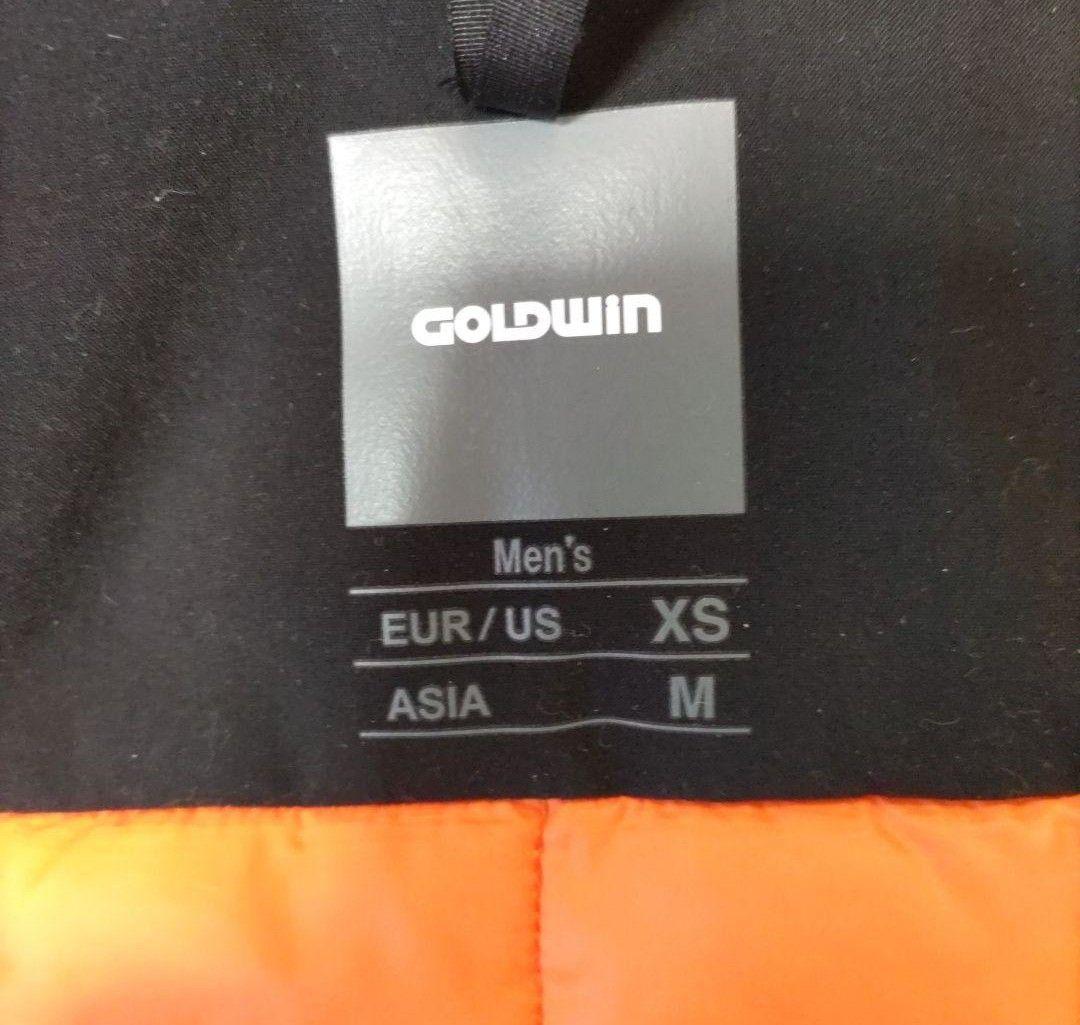 GOLDWiN
Men's
EUR/US XS
ASIA M